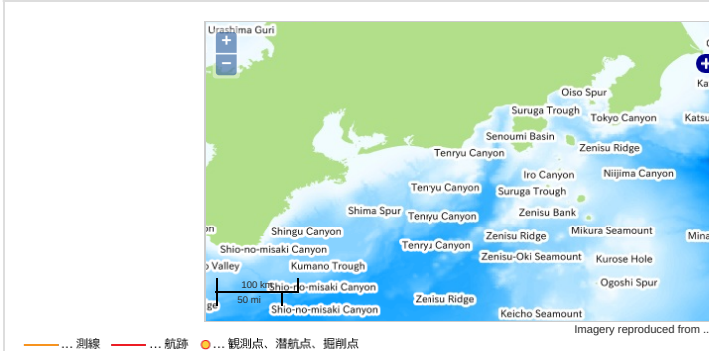 Urashima Guri
+
−
Oiso Spur
Ka
Suruga Trough
Tokyo Canyon
Katsu
Senoumi Basin
Tenryu Canyon
Zenisu Ridge
Iro Canyon
Niijima Canyon
Tenryu Canyon
Suruga Trough
Shima Spur
Tenryu Canyon
Zenisu Bank
Shingu Canyon
Zenisu Ridge
Mikura Seamount
Mina
Shio-no-misaki Canyon
Tenryu Canyon
Zenisu-Oki Seamount
Kurose Hole
Valley
Kumano Trough
100 km
Shio-no-misaki Canyon
Ogoshi Spur
50 mi
Zenisu Ridge
Shio-no-misaki Canyon
Keicho Seamount
Imagery reproduced from ..
... 測線 ... 航跡 ... 観測点、潜航点、掘削点